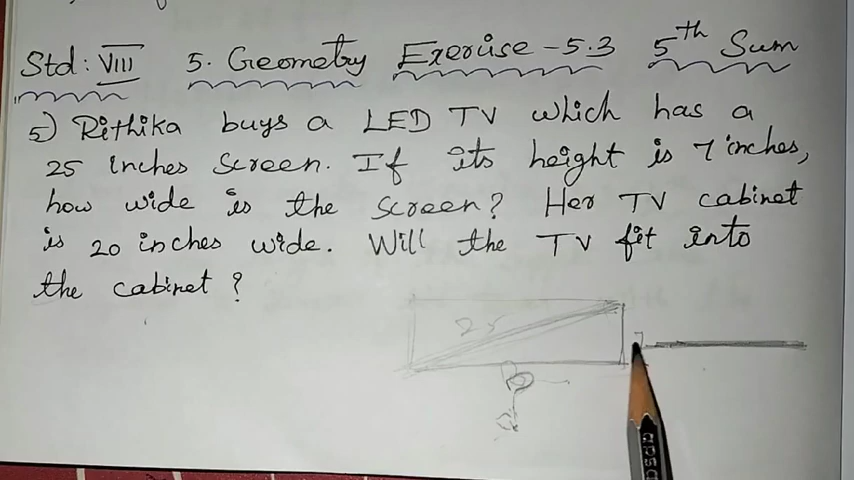 Std: VIII 5. Geometry Exercise - 5.3 5th Sum
5) Rithika buys a LED TV which has a
25 inches screen. If its height is 7 inches,
how wide is the screen? Her TV cabinet
is 20 inches wide. Will the TV fit into
the cabinet?
25
7